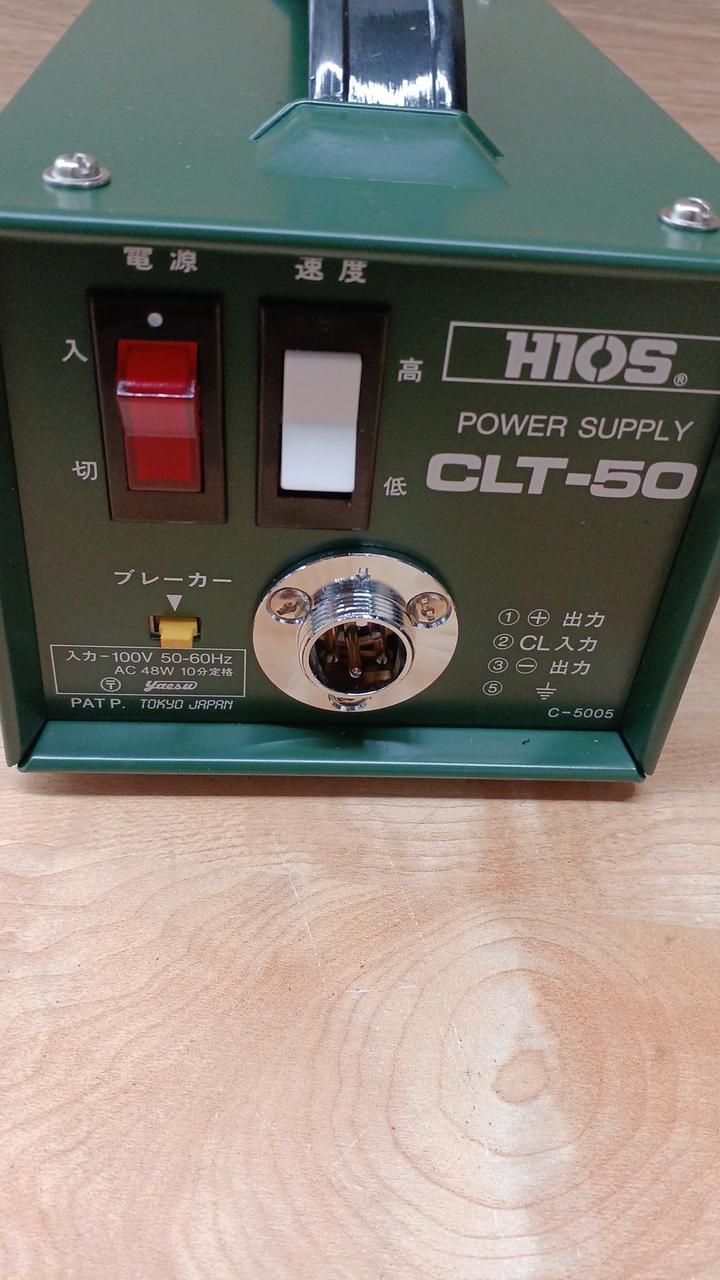 電源
速度
入
切
高
低
HIOS®
POWER SUPPLY
CLT-50
ブレーカー
▼
入力-100V 50-60Hz
AC 48W 10分定格
〒 yaesu
PAT P. TOKYO JAPAN
① ⊕ 出力
② CL 入力
③ ⊖ 出力
⑤ ⏚
C-5005